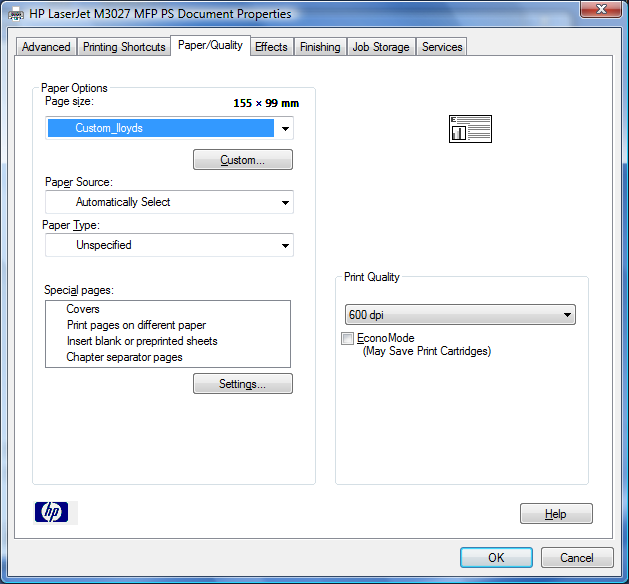 HP LaserJet M3027 MFP PS Document Properties
Advanced
Printing Shortcuts
Paper/Quality
Effects
Finishing
Job Storage
Services
Paper Options
Page size:
155 × 99 mm
Custom_lloyds
Custom...
Paper Source:
Automatically Select
Paper Type:
Unspecified
Special pages:
Covers
Print pages on different paper
Insert blank or preprinted sheets
Chapter separator pages
Settings...
E
Print Quality
600 dpi
EconoMode
(May Save Print Cartridges)
hp
Help
OK
Cancel